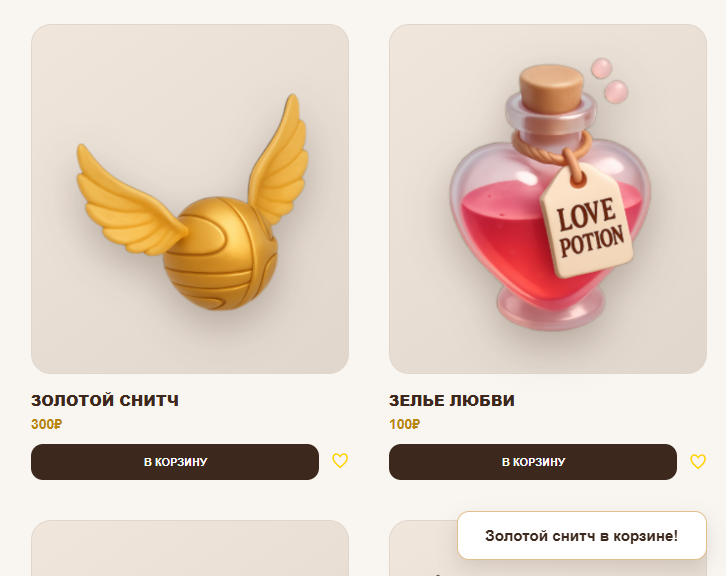 LOVE
POTION
ЗОЛОТОЙ СНИТЧ
300₽
В КОРЗИНУ
ЗЕЛЬЕ ЛЮБВИ
100₽
В КОРЗИНУ
Золотой снитч в корзине!